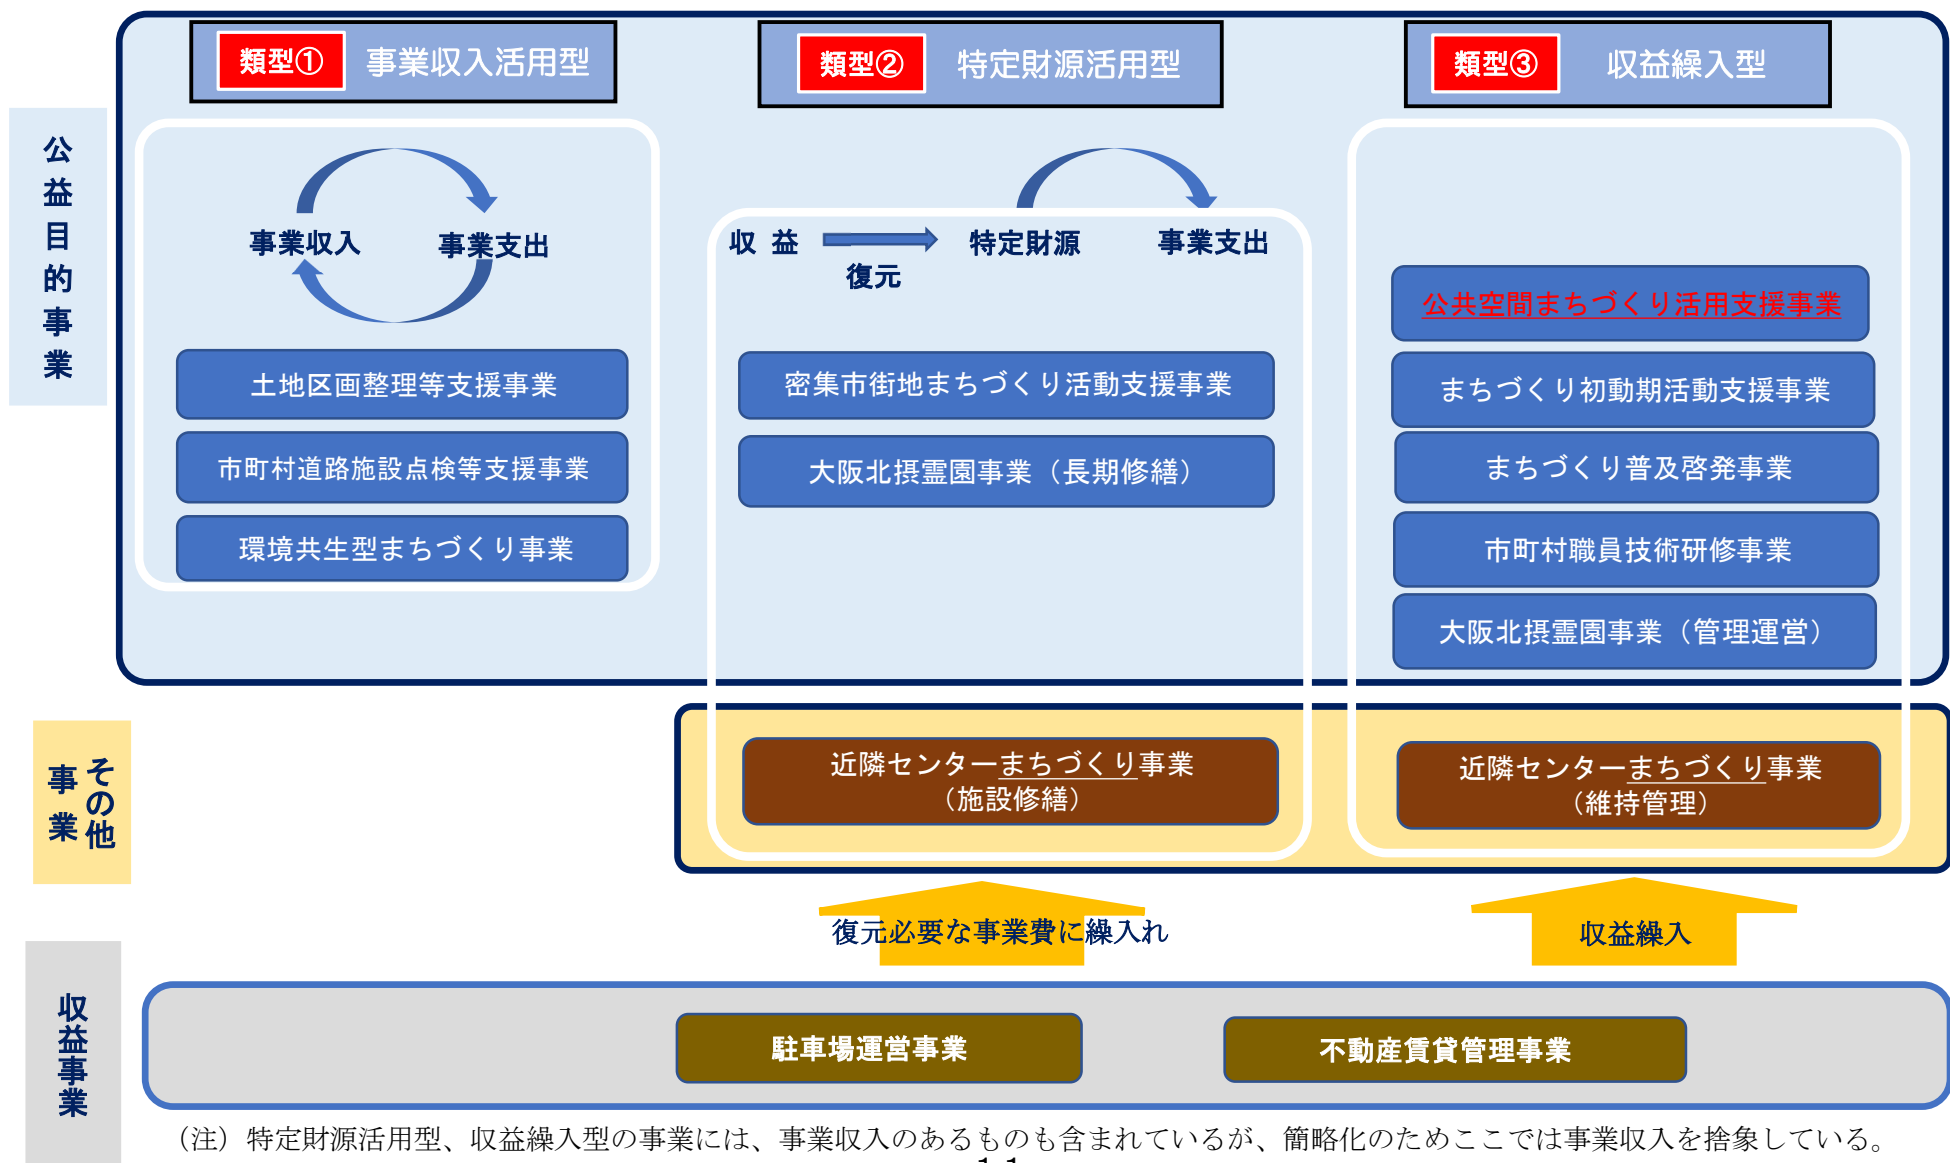 類型① 事業収入活用型
類型② 特定財源活用型
類型③ 収益繰入型
公益目的事業
事業収入
事業支出
土地区画整理等支援事業
市町村道路施設点検等支援事業
環境共生型まちづくり事業
収 益
復元
特定財源
事業支出
密集市街地まちづくり活動支援事業
大阪北摂霊園事業（長期修繕）
公共空間まちづくり活用支援事業
まちづくり初動期活動支援事業
まちづくり普及啓発事業
市町村職員技術研修事業
大阪北摂霊園事業（管理運営）
その他
事業
近隣センターまちづくり事業
（施設修繕）
近隣センターまちづくり事業
（維持管理）
復元必要な事業費に繰入れ
収益繰入
収益事業
駐車場運営事業
不動産賃貸管理事業
（注）特定財源活用型、収益繰入型の事業には、事業収入のあるものも含まれているが、簡略化のためここでは事業収入を捨象している。